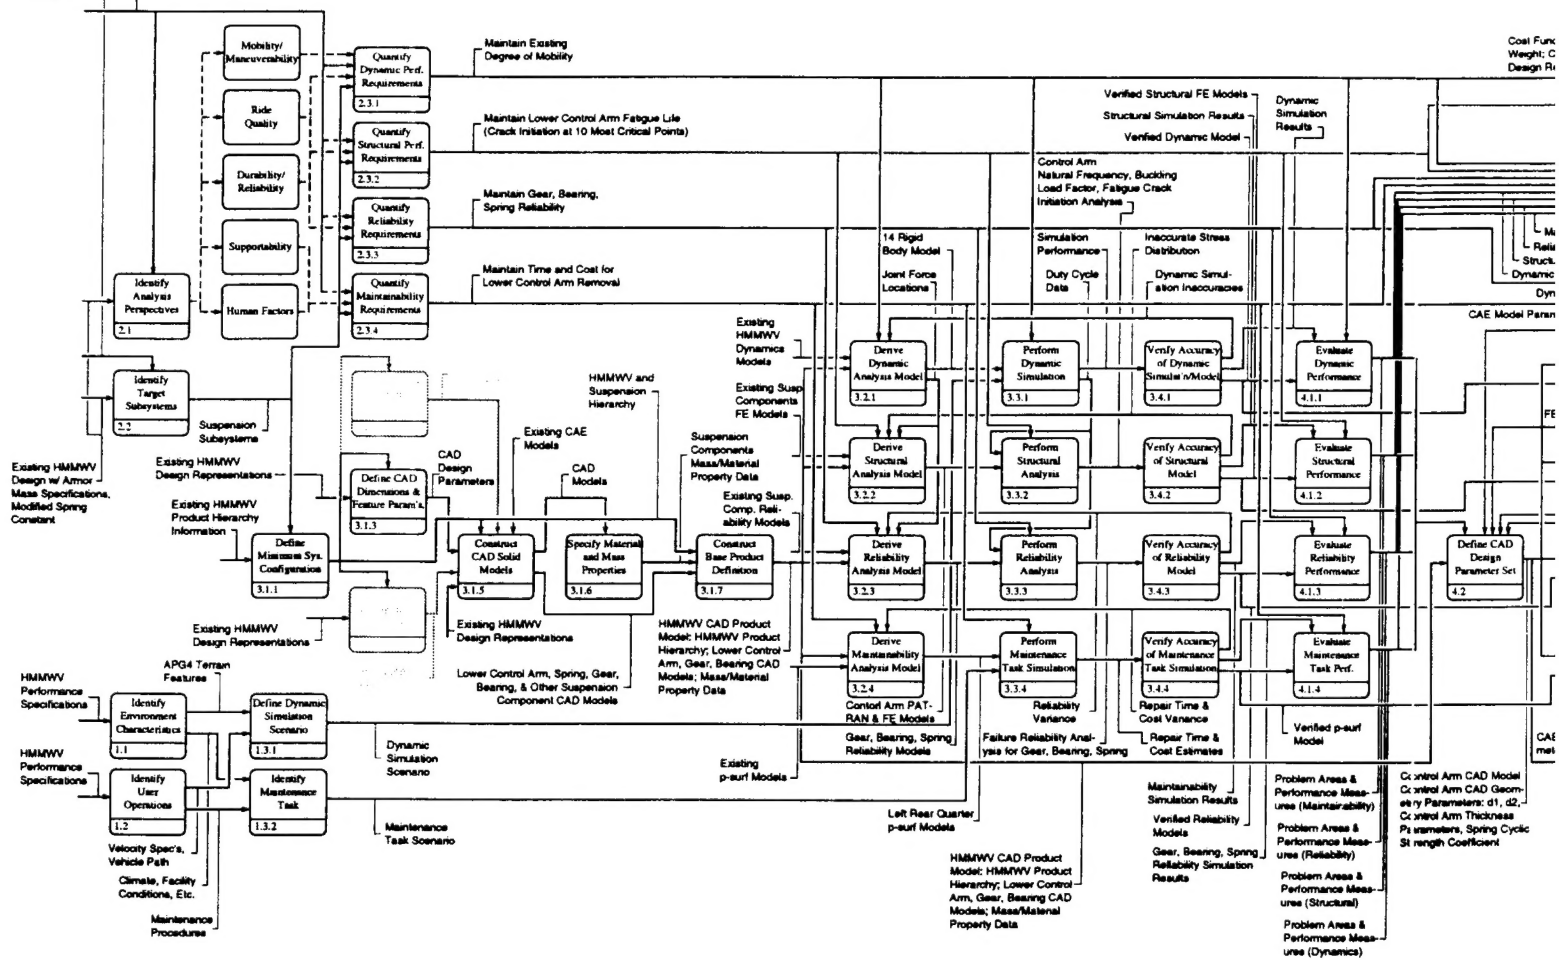 Mobility/
Maneuverability
Ride
Quality
Durability/
Reliability
Supportability
Human Factors
Quantify
Dynamic Perf.
Requirements
2.3.1
Quantify
Structural Perf.
Requirements
2.3.2
Quantify
Reliability
Requirements
2.3.3
Quantify
Maintainability
Requirements
2.3.4
Maintain Existing
Degree of Mobility
Maintain Lower Control Arm Fatigue Life
(Crack Initiation at 10 Most Critical Points)
Maintain Gear, Bearing,
Spring Reliability
Maintain Time and Cost for
Lower Control Arm Removal
Identify
Analysis
Perspectives
2.1
Identify
Target
Subsystems
2.2
Suspension
Subsystems
Existing HMMWV
Design w/ Armor
Mass Specifications,
Modified Spring
Constant
Existing HMMWV
Design Representations
Existing HMMWV
Product Hierarchy
Information
Define
Minimum Sys.
Configuration
3.1.1
Define CAD
Dimensions &
Feature Param's.
3.1.3
CAD
Design
Parameters
Existing CAE
Models
HMMWV and
Suspension
Hierarchy
CAD
Models
Construct
CAD Solid
Models
3.1.5
Specify Material
and Mass
Properties
3.1.6
Construct
Base Product
Definition
3.1.7
Suspension
Components
Mass/Material
Property Data
Existing Susp.
Comp. Reli-
ability Models
Existing
HMMWV
Dynamics
Models
Existing Susp
Components
FE Models
Existing HMMWV
Design Representations
Existing HMMWV
Design Representations
Lower Control Arm, Spring, Gear,
Bearing, & Other Suspension
Component CAD Models
HMMWV CAD Product
Model: HMMWV Product
Hierarchy; Lower Control
Arm, Gear, Bearing CAD
Models; Mass/Material
Property Data
APG4 Terrain
Features
HMMWV
Performance
Specifications
Identify
Environment
Characteristics
1.1
Define Dynamic
Simulation
Scenario
1.3.1
HMMWV
Performance
Specifications
Identify
User
Operations
1.2
Identify
Maintenance
Task
1.3.2
Dynamic
Simulation
Scenario
Maintenance
Task Scenario
Velocity Spec's,
Vehicle Path
Climate, Facility
Conditions, Etc.
Maintenance
Procedures
14 Rigid
Body Model
Joint Force
Locations
Simulation
Performance
Duty Cycle
Data
Control Arm
Natural Frequency, Buckling
Load Factor, Fatigue Crack
Initiation Analysis
Verified Structural FE Models
Structural Simulation Results
Verified Dynamic Model
Dynamic
Simulation
Results
Inaccurate Stress
Distribution
Dynamic Simul-
ation Inaccuracies
Derive
Dynamic
Analysis Model
3.2.1
Perform
Dynamic
Simulation
3.3.1
Verify Accuracy
of Dynamic
Simulat'n/Model
3.4.1
Evaluate
Dynamic
Performance
4.1.1
Derive
Structural
Analysis Model
3.2.2
Perform
Structural
Analysis
3.3.2
Verify Accuracy
of Structural
Model
3.4.2
Evaluate
Structural
Performance
4.1.2
Derive
Reliability
Analysis Model
3.2.3
Perform
Reliability
Analysis
3.3.3
Verify Accuracy
of Reliability
Model
3.4.3
Evaluate
Reliability
Performance
4.1.3
Derive
Maintainability
Analysis Model
3.2.4
Perform
Maintenance
Task Simulation
3.3.4
Verify Accuracy
of Maintenance
Task Simulation
3.4.4
Evaluate
Maintenance
Task Perf.
4.1.4
Define CAD
Design
Parameter Set
4.2
Contorl Arm PAT-
RAN & FE Models
Gear, Bearing, Spring
Reliability Models
Existing
p-surf Models
Reliability
Variance
Failure Reliability Anal-
ysis for Gear, Bearing, Spring
Repair Time &
Cost Variance
Repair Time &
Cost Estimates
Verified p-surf
Model
Left Rear Quarter
p-surf Models
HMMWV CAD Product
Model: HMMWV Product
Hierarchy; Lower Control
Arm, Gear, Bearing CAD
Models; Mass/Material
Property Data
Maintainability
Simulation Results
Verified Reliability
Models
Gear, Bearing, Spring
Reliability Simulation
Results
Problem Areas &
Performance Meas-
ures (Maintainability)
Problem Areas &
Performance Meas-
ures (Reliability)
Problem Areas &
Performance Meas-
ures (Structural)
Problem Areas &
Performance Meas-
ures (Dynamics)
Control Arm CAD Model
Control Arm CAD Geom-
etry Parameters: d1, d2,
Control Arm Thickness
Parameters, Spring Cyclic
Strength Coefficient
Cost Func
Weight; C
Design Re
Ma
Relia
Struct.
Dynamic
Dyn
CAE Model Param
FE
CAE
met